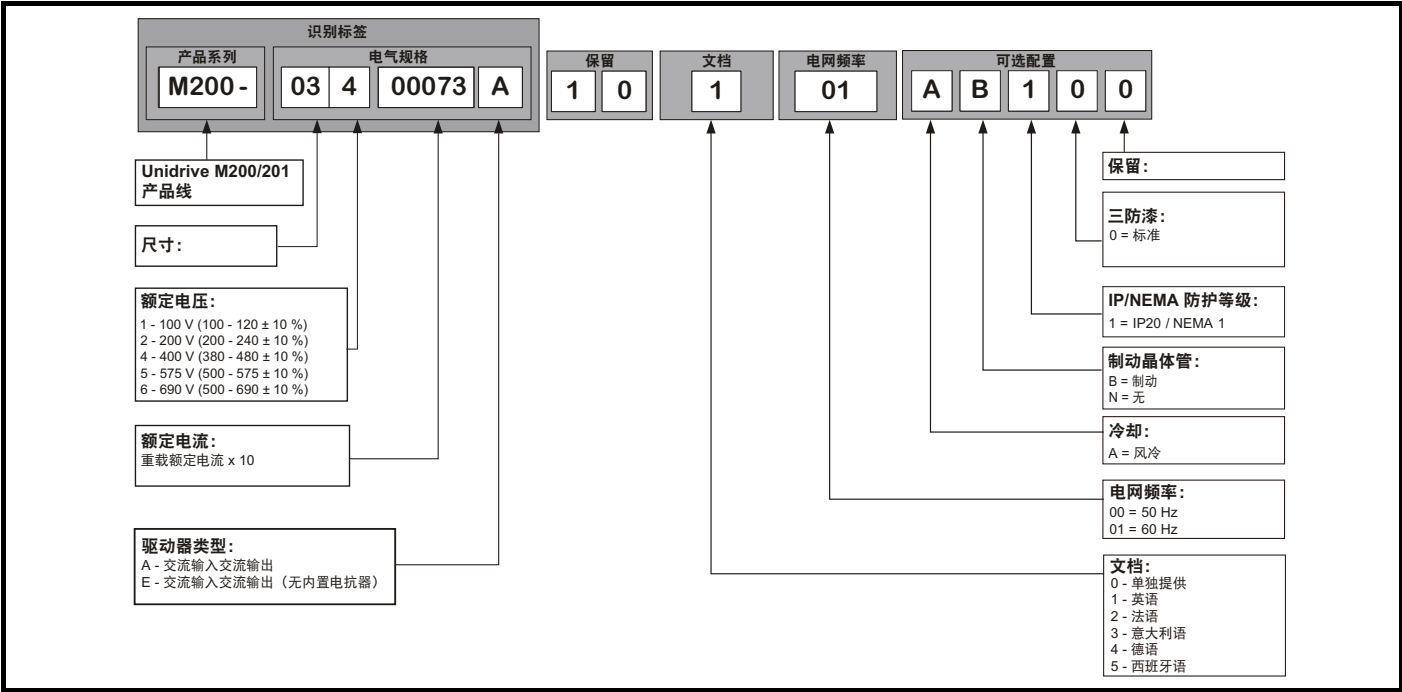 识别标签
产品系列
电气规格
保留
文档
电网频率
可选配置
M200 -
03 4 00073 A
1 0
1
01
A B 1 0 0
Unidrive M200/201
产品线
尺寸：
额定电压：
1 - 100 V (100 - 120 ± 10 %)
2 - 200 V (200 - 240 ± 10 %)
4 - 400 V (380 - 480 ± 10 %)
5 - 575 V (500 - 575 ± 10 %)
6 - 690 V (500 - 690 ± 10 %)
额定电流：
重载额定电流 x 10
驱动器类型：
A - 交流输入交流输出
E - 交流输入交流输出（无内置电抗器）
保留：
三防漆：
0 = 标准
IP/NEMA 防护等级：
1 = IP20 / NEMA 1
制动晶体管：
B = 制动
N = 无
冷却：
A = 风冷
电网频率：
00 = 50 Hz
01 = 60 Hz
文档：
0 - 单独提供
1 - 英语
2 - 法语
3 - 意大利语
4 - 德语
5 - 西班牙语